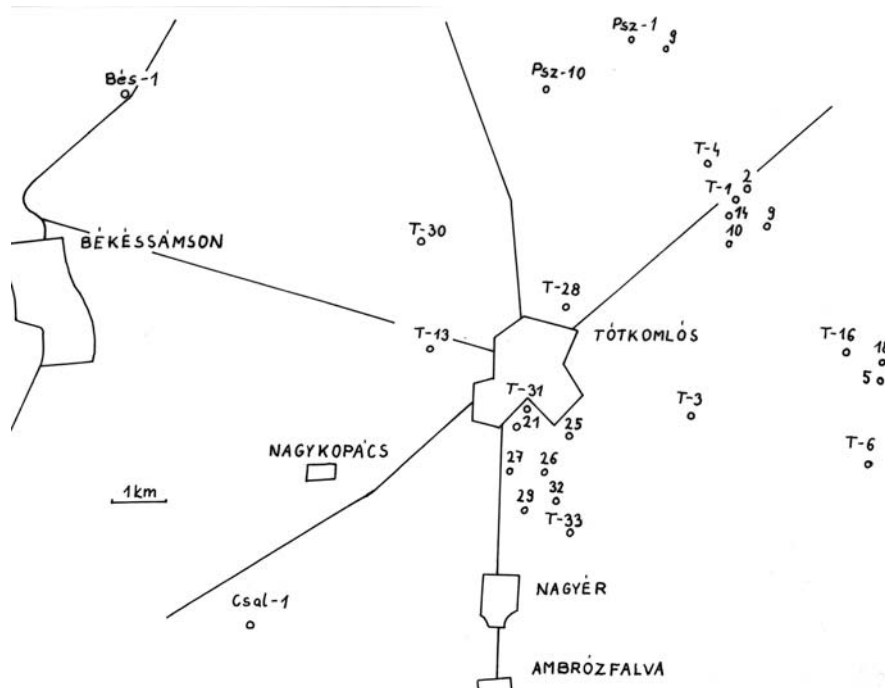 Psz-1
9
Bés-1
Psz-10
T-4
2
T-1
14
9
10
T-30
BÉKÉSSÁMSON
T-28
TÓTKOMLÓS
T-13
T-16
18
5
T-31
T-3
21
25
NAGYKOPÁCS
27
26
T-6
1km
29
32
T-33
NAGYÉR
Csal-1
AMBRÓZFALVA